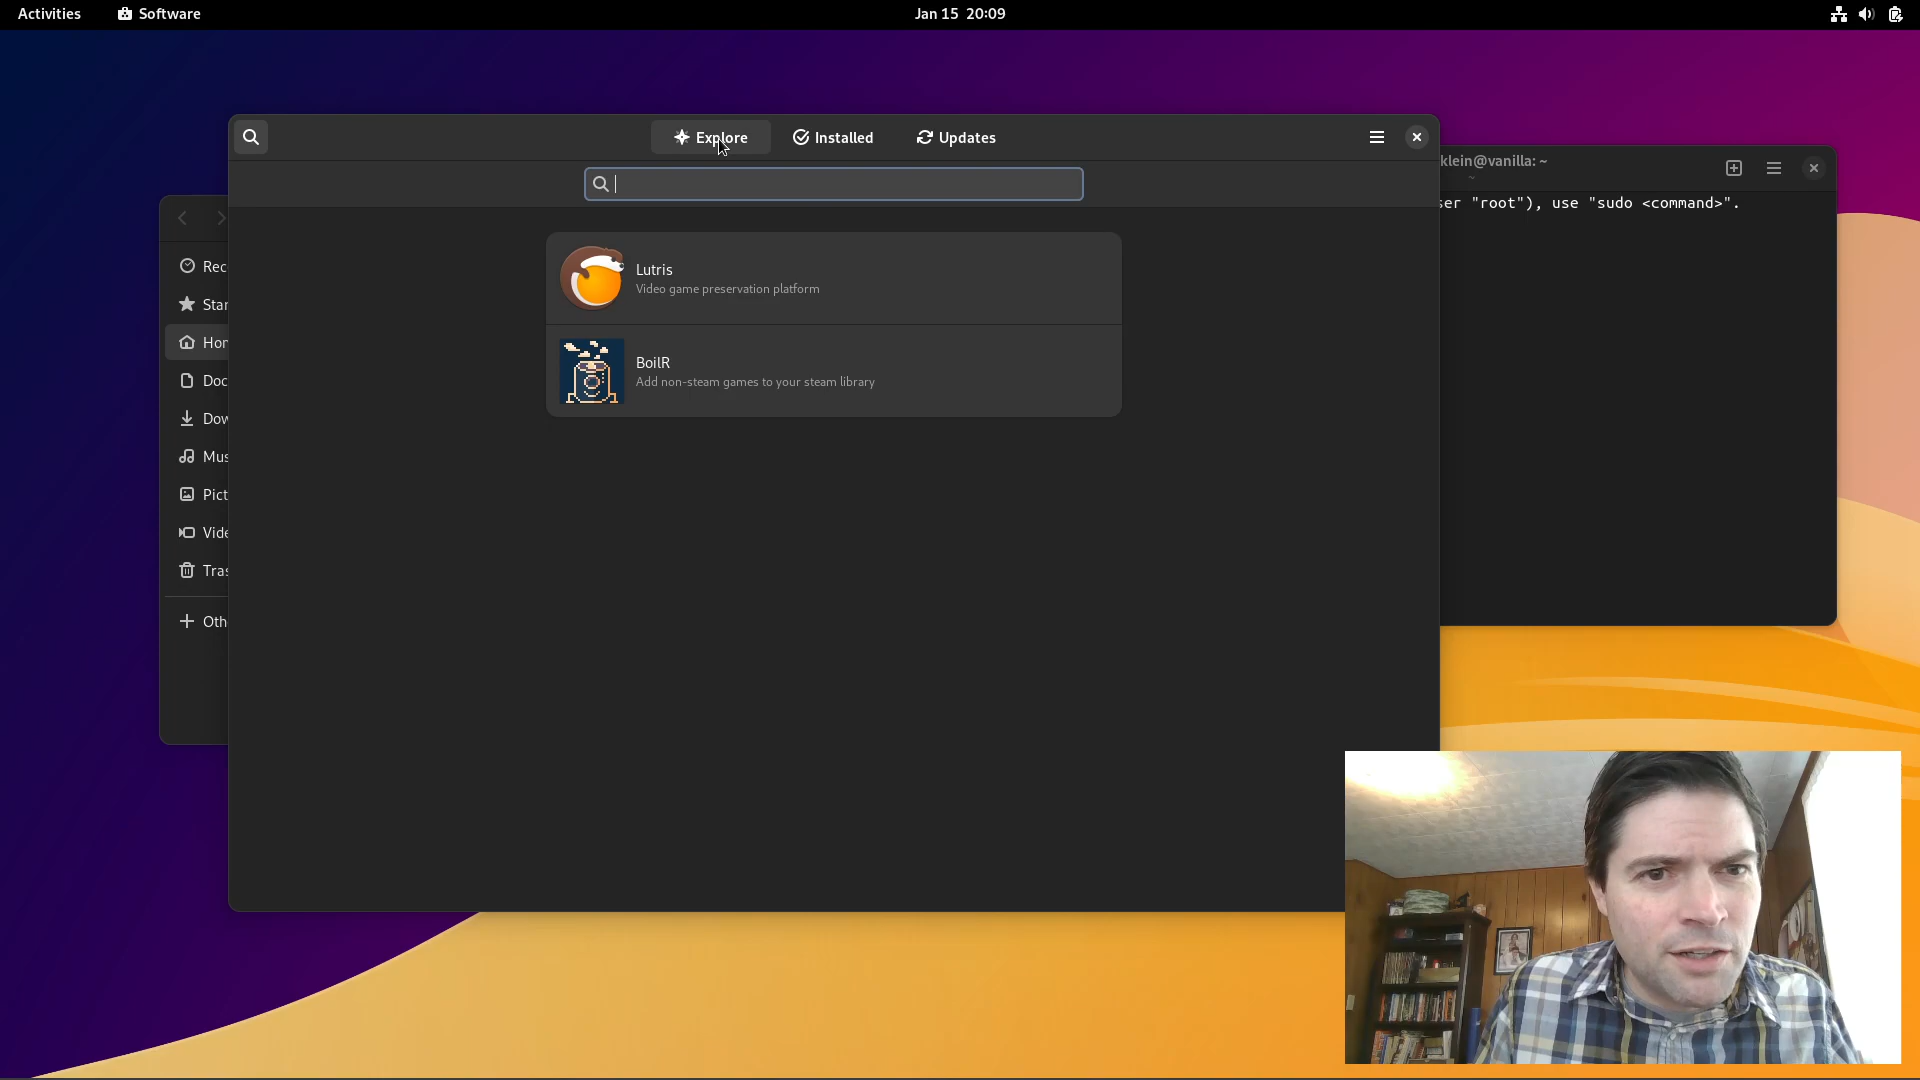 Activities
Software
Jan 15 20:09
Explore
Installed
Updates
klein@vanilla: ~
~
ser "root"), use "sudo <command>".
Rec
Star
Hon
Doc
Dow
Mus
Pict
Vide
Tras
Oth
Lutris
Video game preservation platform
BoilR
Add non-steam games to your steam library